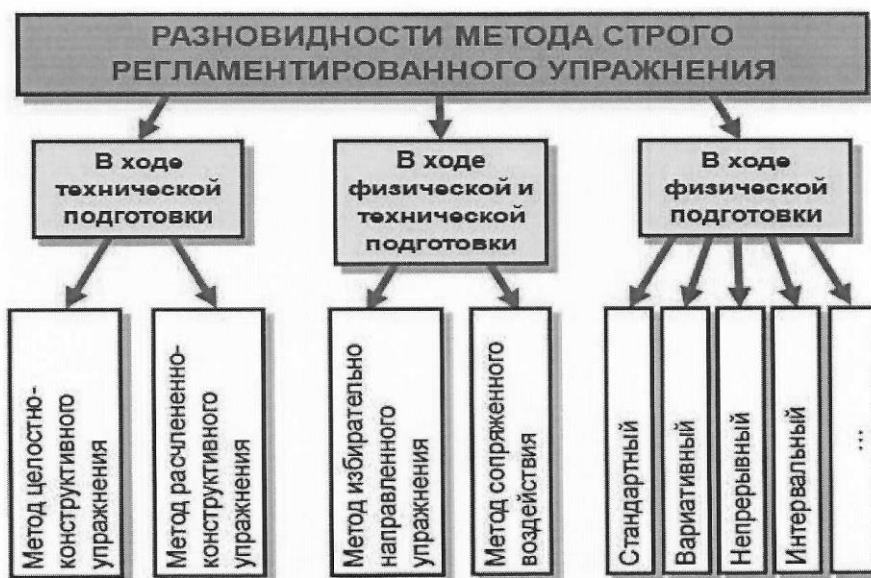 РАЗНОВИДНОСТИ МЕТОДА СТРОГО
РЕГЛАМЕНТИРОВАННОГО УПРАЖНЕНИЯ
В ходе
технической
подготовки
В ходе
физической и
технической
подготовки
В ходе
физической
подготовки
Метод целостно-
конструктивного
упражнения
Метод расчлененно-
конструктивного
упражнения
Метод избирательно
направленного
упражнения
Метод сопряженного
воздействия
Стандартный
Вариативный
Непрерывный
Интервальный
...